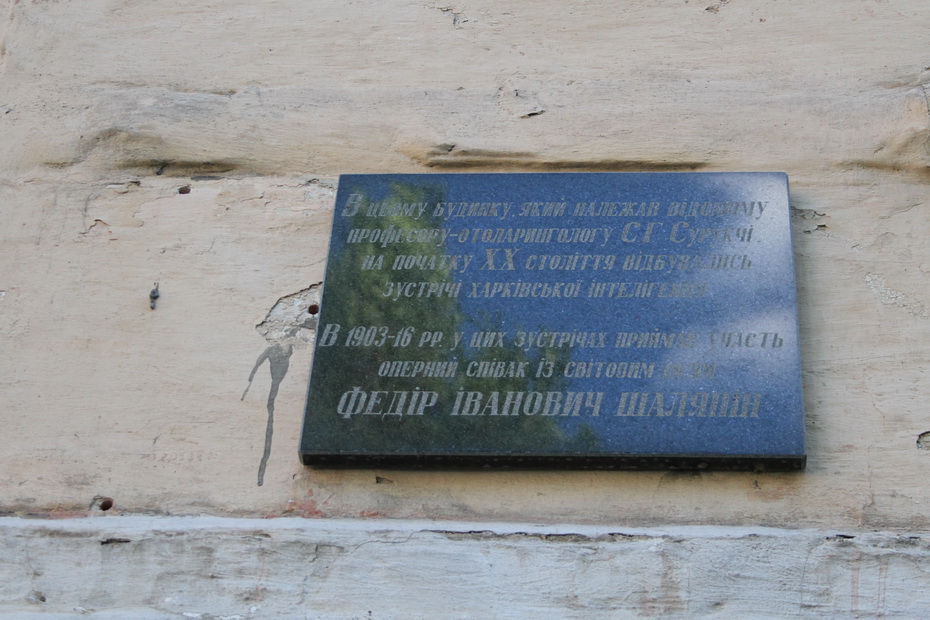 В цьому будинку, який належав відомому
професору-отоларингологу С.Г. Сурукчі,
на початку XX століття відбувались
зустрічі харківської інтелігенції.
В 1903-16 рр. у цих зустрічах приймав участь
оперний співак із світовим
Федір Іванович Шаляпін